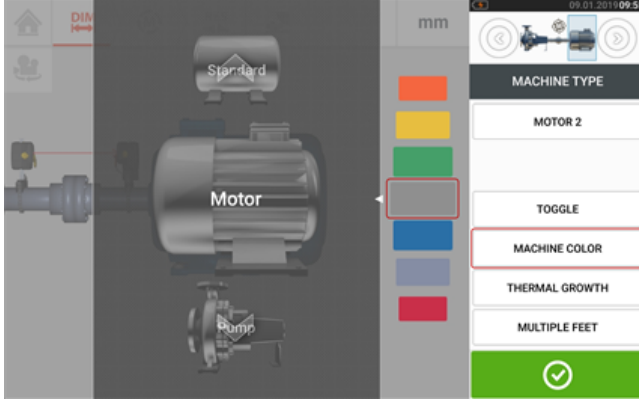 09.01.2019 09:5
DIM
mm
Standard
Motor
Pump
MACHINE TYPE
MOTOR 2
TOGGLE
MACHINE COLOR
THERMAL GROWTH
MULTIPLE FEET